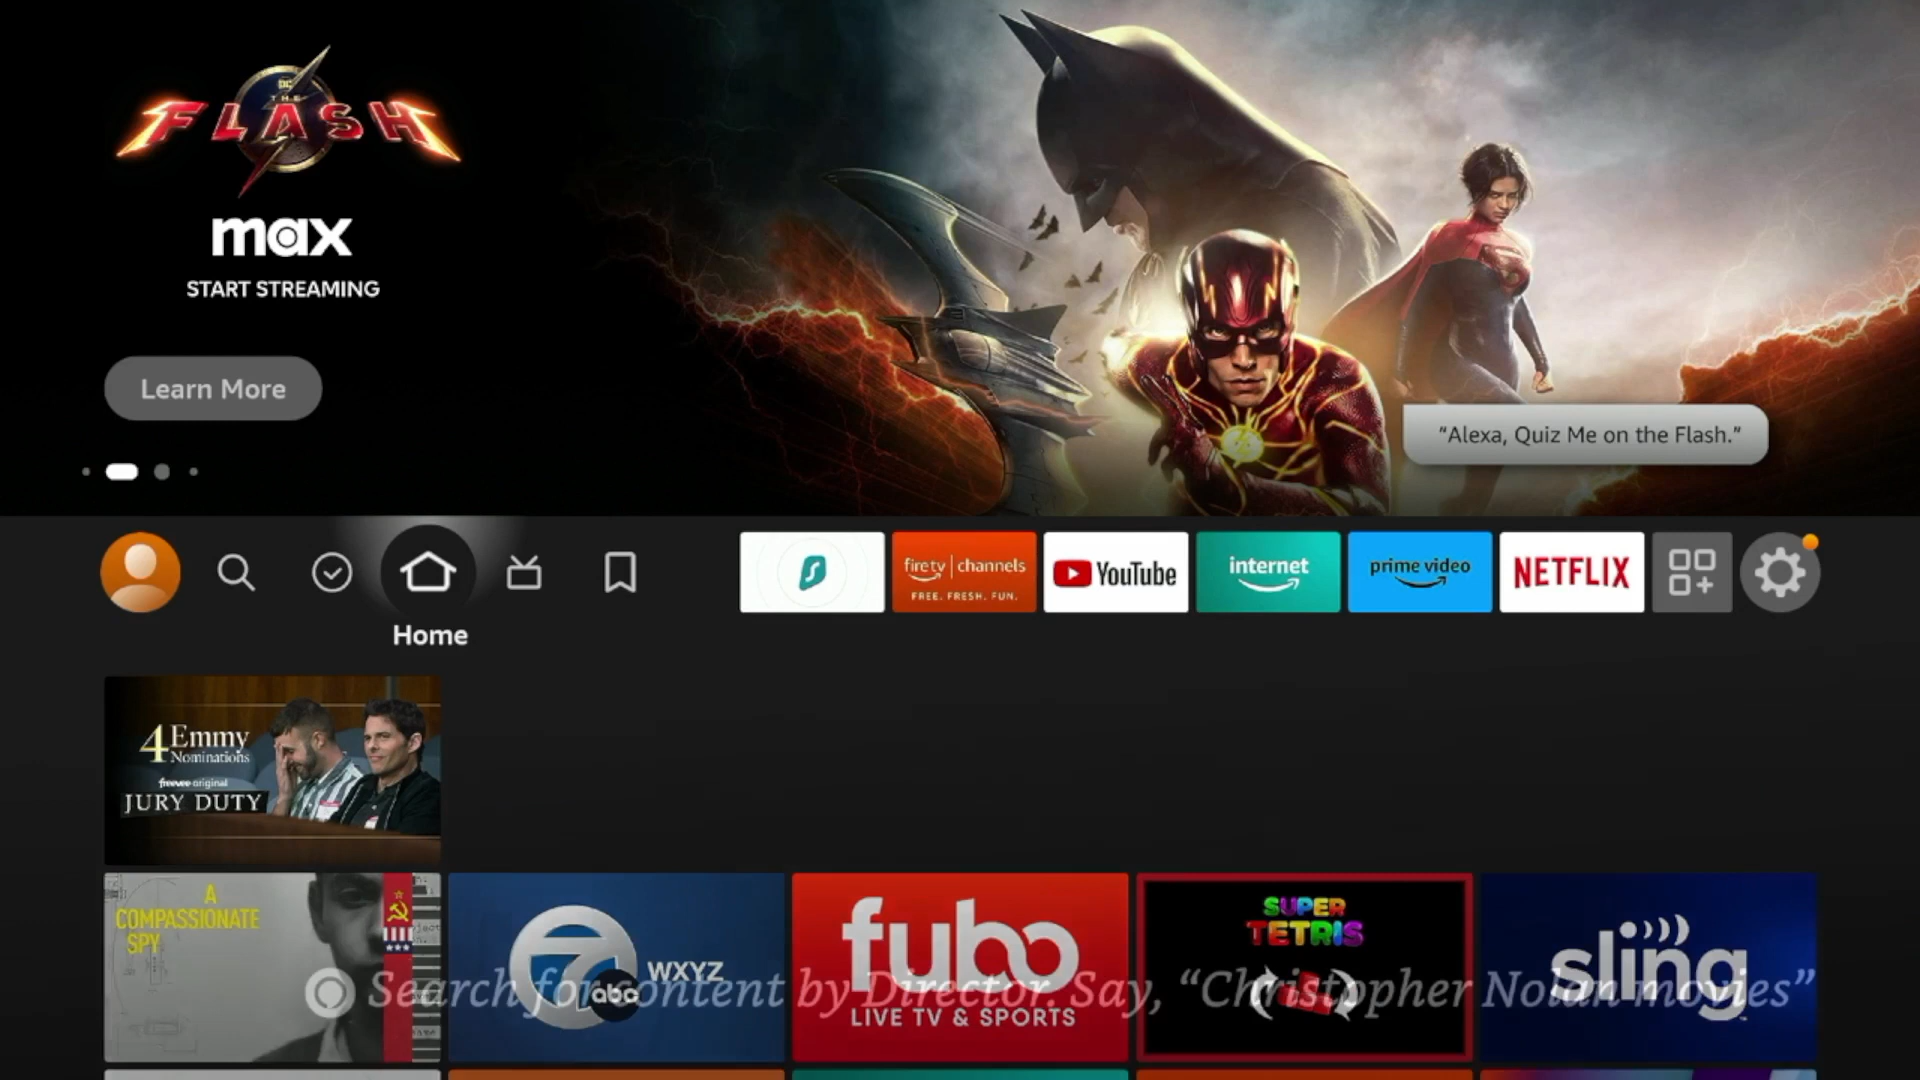 DC
THE
FLASH
max
START STREAMING
Learn More
“Alexa, Quiz Me on the Flash.”
firetv | channels
FREE. FRESH. FUN.
YouTube
internet
prime video
NETFLIX
Home
4 Emmy
Nominations
freevee original
JURY DUTY
A
COMPASSIONATE
SPY
7
abc
WXYZ
fubo
LIVE TV & SPORTS
SUPER
TETRIS
sling
Search for content by Director. Say, “Christopher Nolan movies”